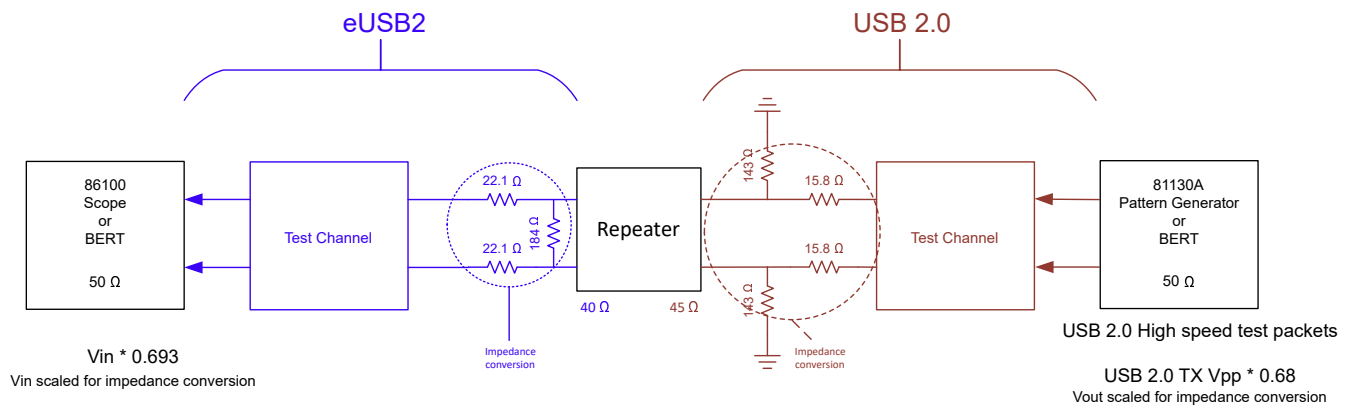 eUSB2
USB 2.0
86100
Scope
or
BERT
50 Ω
Test Channel
22.1 Ω
184 Ω
22.1 Ω
Impedance
conversion
Repeater
40 Ω
45 Ω
143 Ω
15.8 Ω
15.8 Ω
143 Ω
Impedance
conversion
Test Channel
81130A
Pattern Generator
or
BERT
50 Ω
USB 2.0 High speed test packets
Vin * 0.693
Vin scaled for impedance conversion
USB 2.0 TX Vpp * 0.68
Vout scaled for impedance conversion